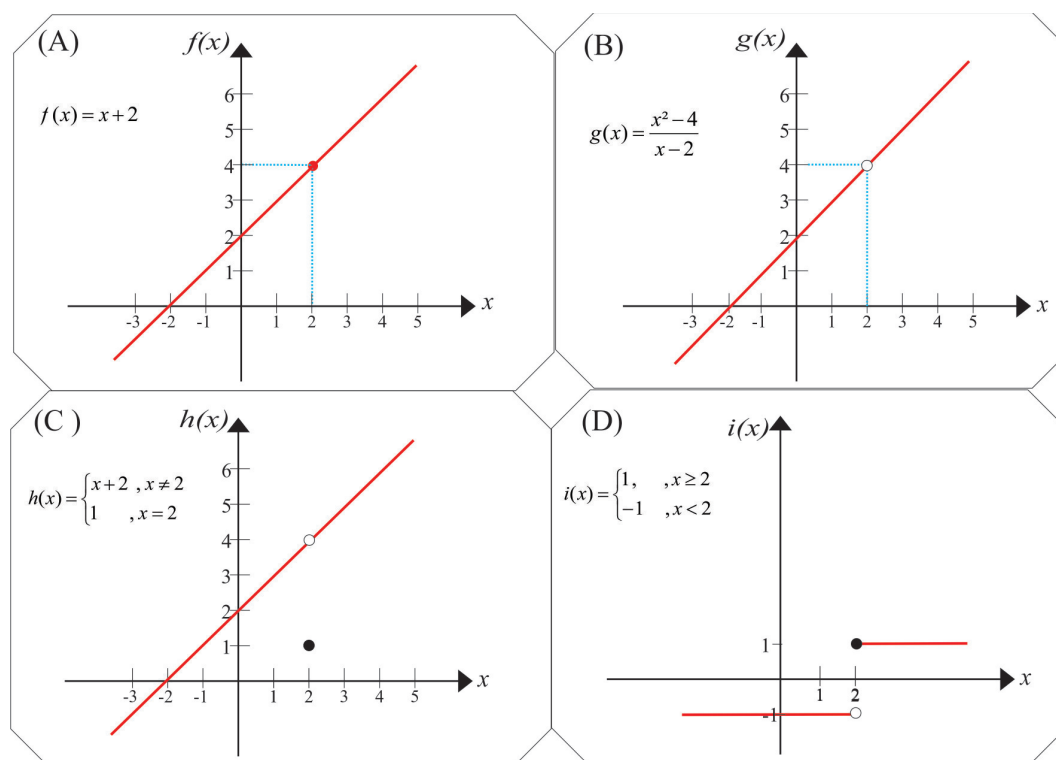 (A)
f(x)
f(x) = x+2
6
5
4
3
2
1
-3 -2 -1 1 2 3 4 5 x
(B)
g(x)
g(x) = x² − 4 / x − 2
6
5
4
3
2
1
-3 -2 -1 1 2 3 4 5 x
(C )
h(x)
h(x) = { x+2 , x ≠ 2
1 , x = 2
6
5
4
3
2
1
-3 -2 -1 1 2 3 4 5 x
(D)
i(x)
i(x) = { 1, , x ≥ 2
−1 , x < 2
1
1 2 x
-1